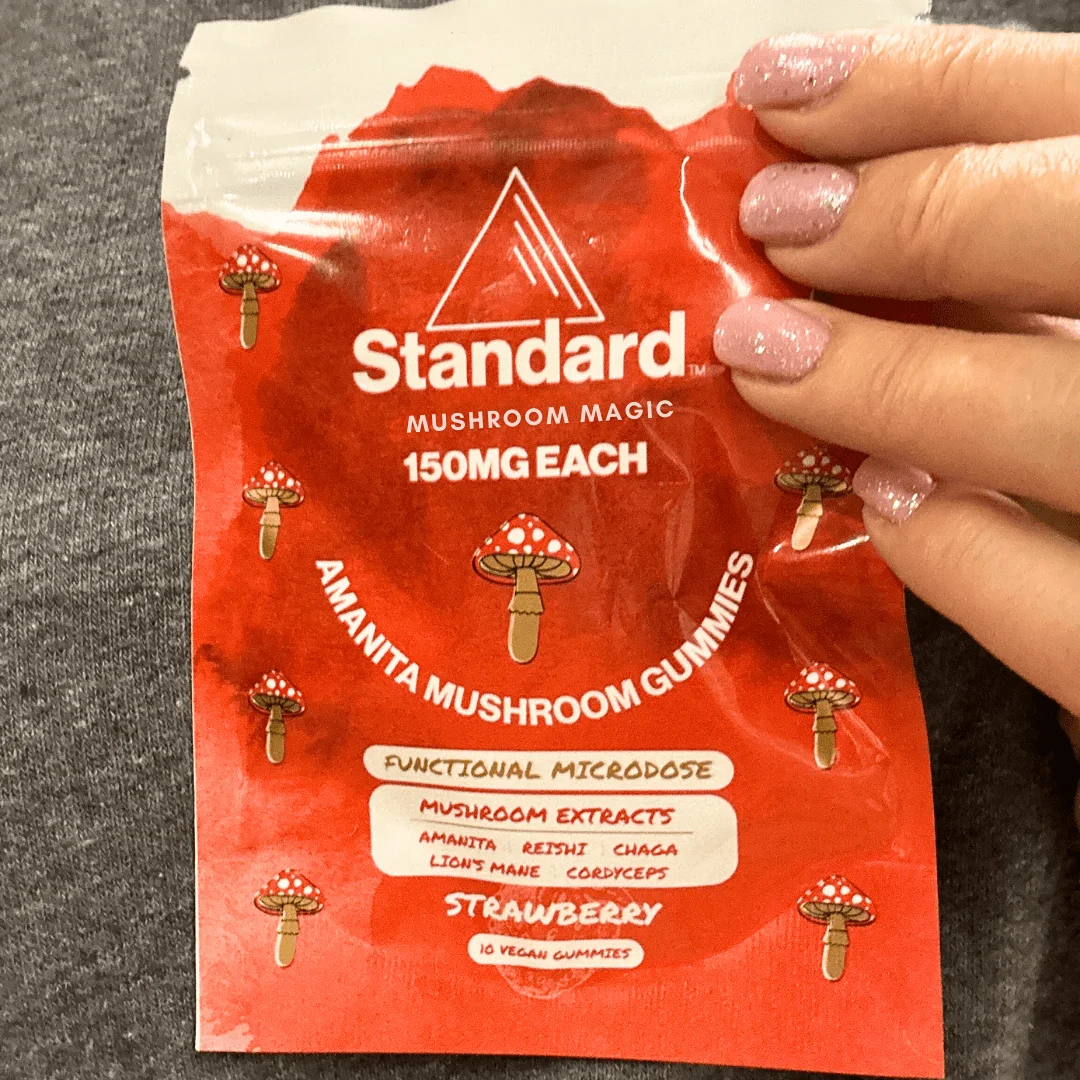 Standard™
MUSHROOM MAGIC
150MG EACH
AMANITA MUSHROOM GUMMIES
FUNCTIONAL MICRODOSE
MUSHROOM EXTRACTS
AMANITA REISHI CHAGA
LION'S MANE CORDYCEPS
STRAWBERRY
10 VEGAN GUMMIES